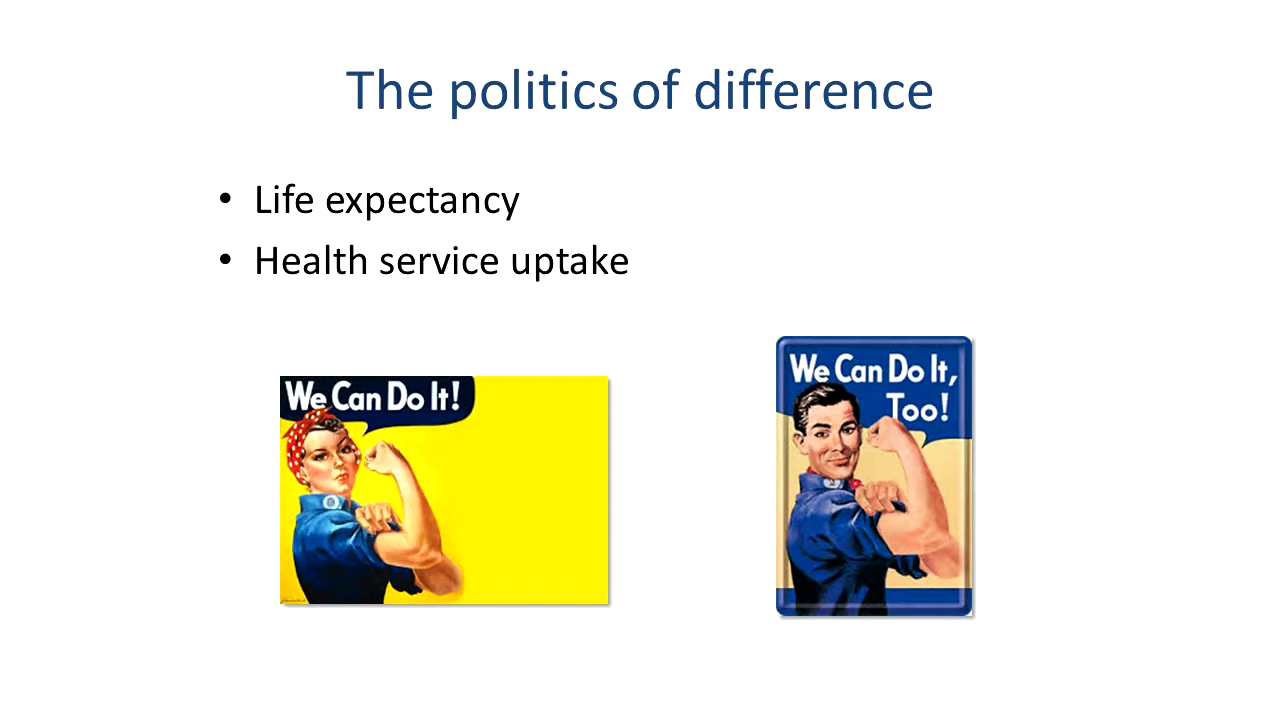 The politics of difference
• Life expectancy
• Health service uptake
We Can Do It!
We Can Do It,
Too!